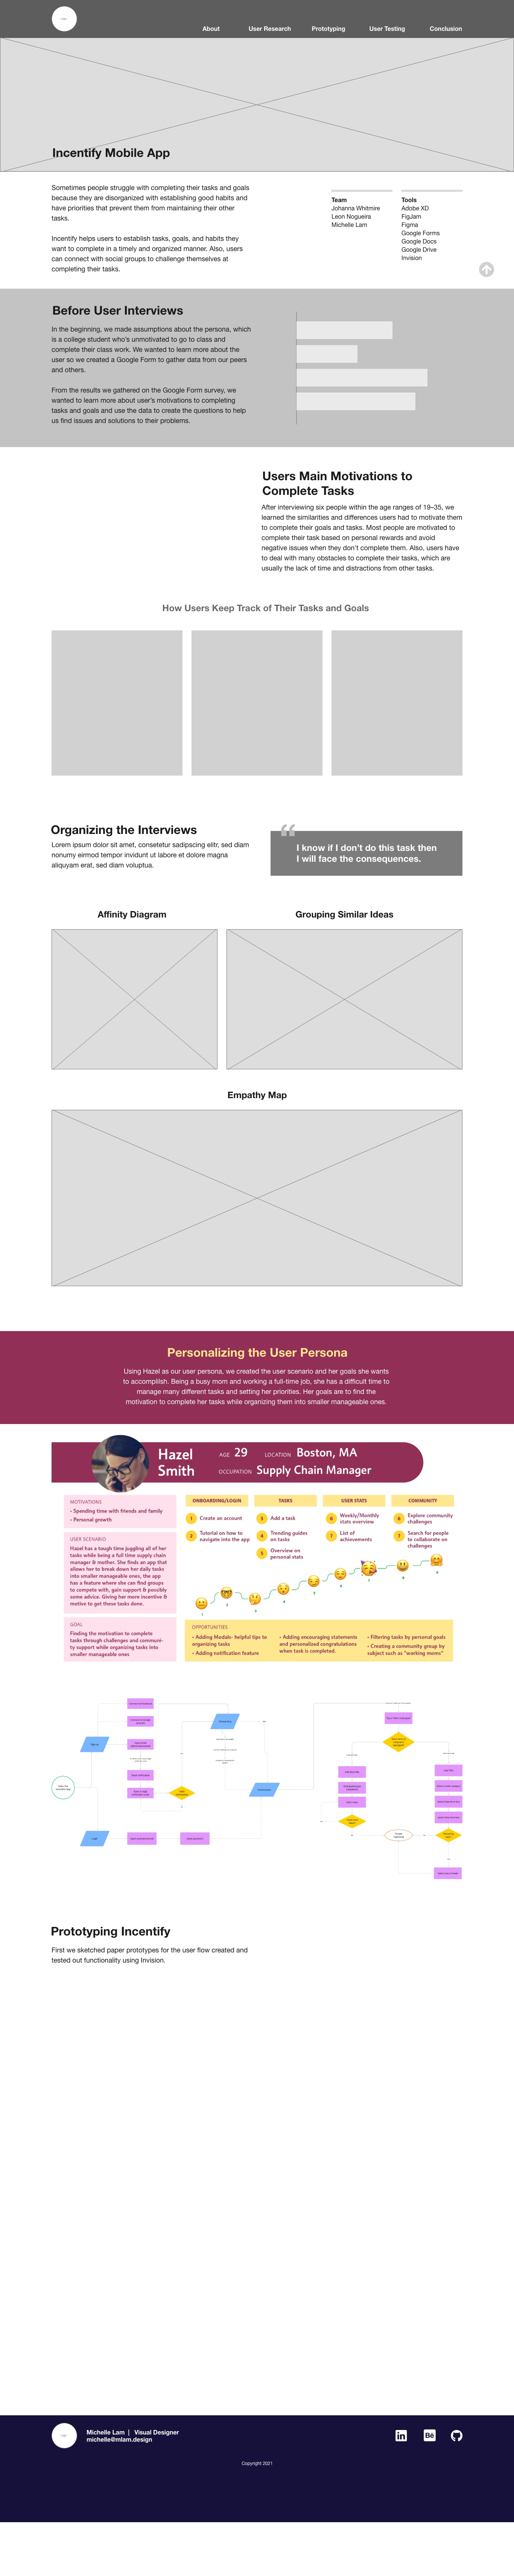 About User Research Prototyping User Testing Conclusion
Incentify Mobile App
Sometimes people struggle with completing their tasks and goals
because they are disorganized with establishing good habits and
have priorities that prevent them from maintaining their other
tasks.
Incentify helps users to establish tasks, goals, and habits they
want to complete in a timely and organized manner. Also, users
can connect with social groups to challenge themselves at
completing their tasks.
Team
Johanna Whitmire
Leon Nogueira
Michelle Lam
Tools
Adobe XD
FigJam
Figma
Google Forms
Google Docs
Google Drive
Invision
Before User Interviews
In the beginning, we made assumptions about the persona, which
is a college student who's unmotivated to go to class and
complete their class work. We wanted to learn more about the
user so we created a Google Form to gather data from our peers
and others.
From the results we gathered on the Google Form survey, we
wanted to learn more about user's motivations to completing
tasks and goals and use the data to create the questions to help
us find issues and solutions to their problems.
Users Main Motivations to
Complete Tasks
After interviewing six people within the age ranges of 19–35, we
learned the similarities and differences users had to motivate them
to complete their goals and tasks. Most people are motivated to
complete their task based on personal rewards and avoid
negative issues when they don't complete them. Also, users have
to deal with many obstacles to complete their tasks, which are
usually the lack of time and distractions from other tasks.
How Users Keep Track of Their Tasks and Goals
Organizing the Interviews
Lorem ipsum dolor sit amet, consetetur sadipscing elitr, sed diam
nonumy eirmod tempor invidunt ut labore et dolore magna
aliquyam erat, sed diam voluptua.
“
I know if I don't do this task then
I will face the consequences.
Affinity Diagram
Grouping Similar Ideas
Empathy Map
Personalizing the User Persona
Using Hazel as our user persona, we created the user scenario and her goals she wants
to accomplish. Being a busy mom and working a full-time job, she has a difficult time to
manage many different tasks and setting her priorities. Her goals are to find the
motivation to complete her tasks while organizing them into smaller manageable ones.
Hazel
Smith
AGE 29 LOCATION Boston, MA
OCCUPATION Supply Chain Manager
MOTIVATIONS
• Spending time with friends and family
• Personal growth
USER SCENARIO
Hazel has a tough time juggling all of her
tasks while being a full time supply chain
manager & mother. She finds an app that
allows her to break down her daily tasks
into smaller manageable ones, the app
has a feature where she can find groups
to compete with, gain support & possibly
some advice. Giving her more incentive &
motive to get these tasks done.
GOAL
Finding the motivation to complete
tasks through challenges and communi-
ty support while organizing tasks into
smaller manageable ones
ONBOARDING/LOGIN
1 Create an account
2 Tutorial on how to
navigate into the app
TASKS
3 Add a task
4 Trending guides
on tasks
5 Overview on
personal stats
USER STATS
6 Weekly/Monthly
stats overview
7 List of
achievements
COMMUNITY
6 Explore community
challenges
7 Search for people
to collaborate on
challenges
OPPORTUNITIES
• Adding Modals- helpful tips to
organizing tasks
• Adding notification feature
• Adding encouraging statements
and personalized congratulations
when task is completed.
• Filtering tasks by personal goals
• Creating a community group by
subject such as "working moms"
Sign up
Login
Prototyping Incentify
First we sketched paper prototypes for the user flow created and
tested out functionality using Invision.
Michelle Lam | Visual Designer
michelle@mlam.design
in Bē
Copyright 2021